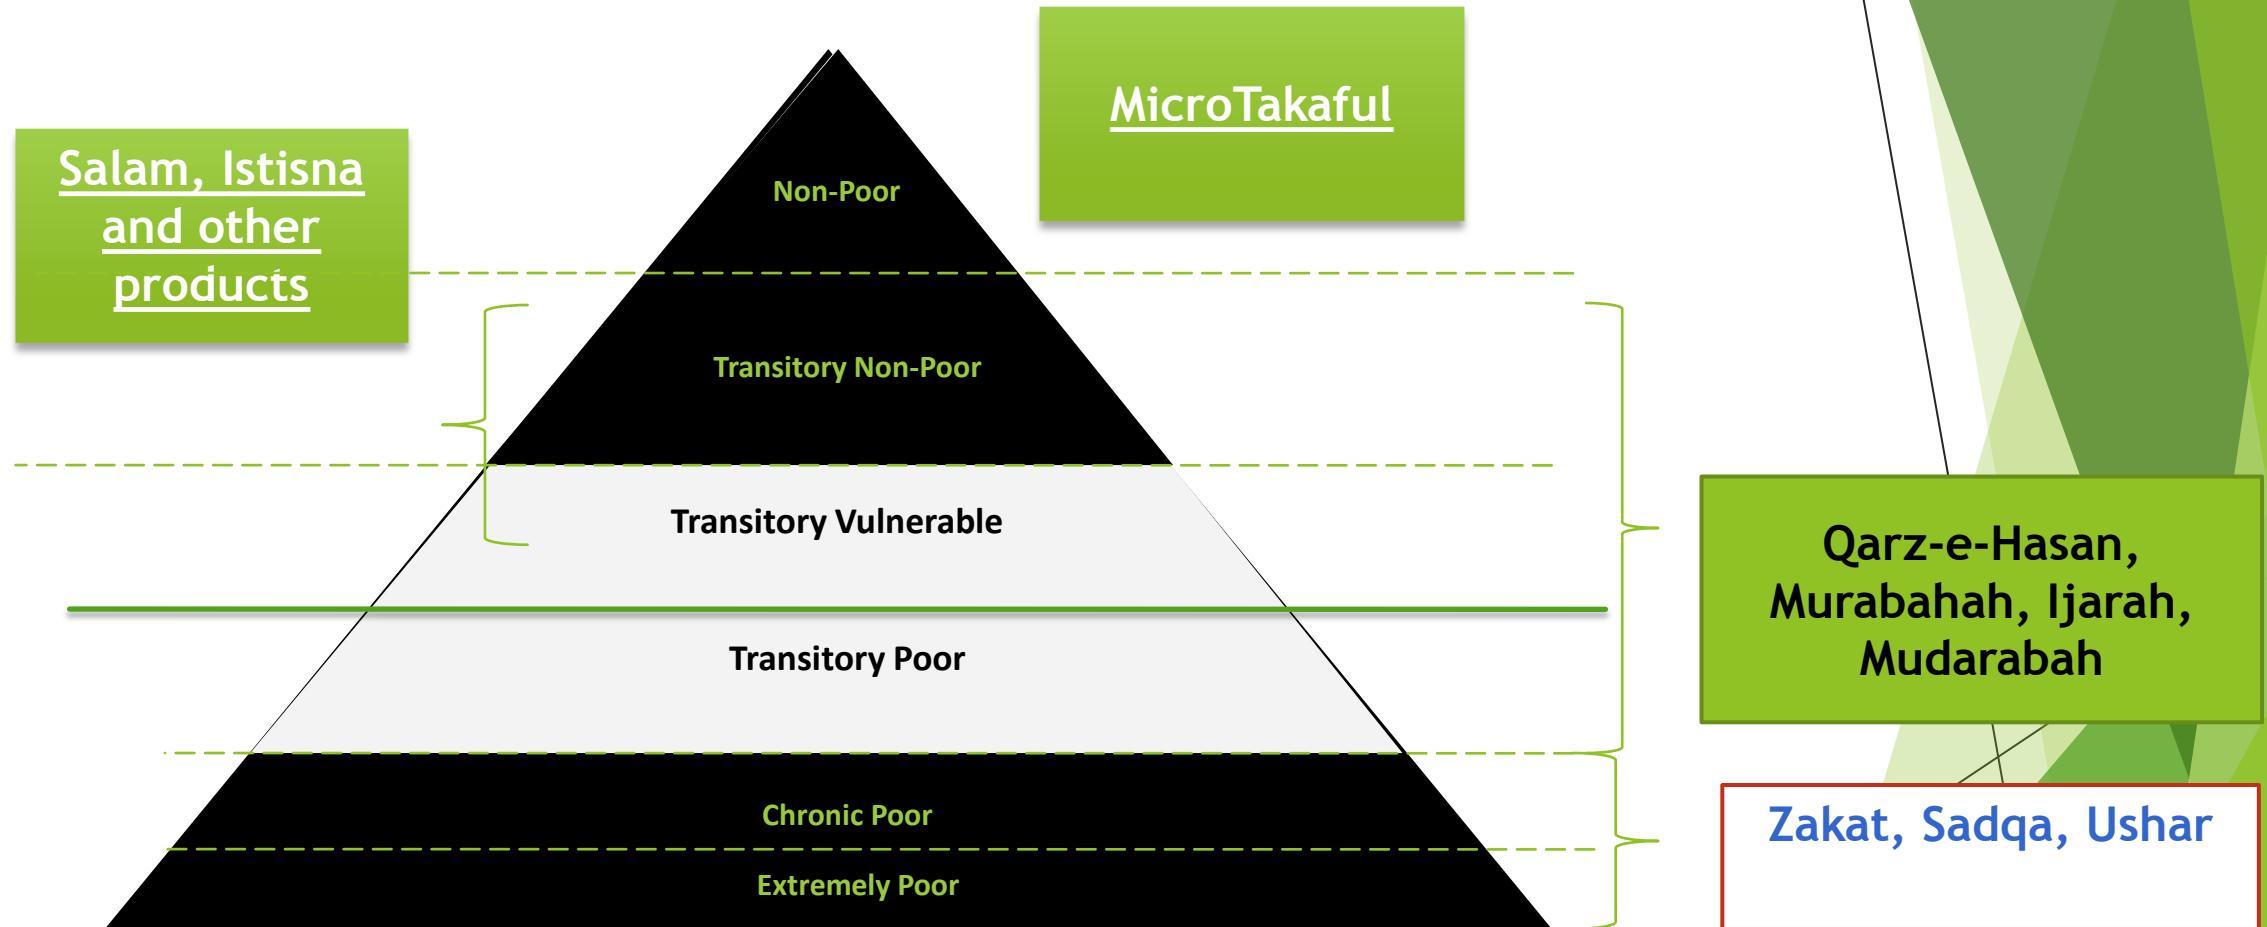 MicroTakaful
Salam, Istisna
and other
products
Non-Poor
Transitory Non-Poor
Transitory Vulnerable
Transitory Poor
Chronic Poor
Extremely Poor
Qarz-e-Hasan,
Murabahah, Ijarah,
Mudarabah
Zakat, Sadqa, Ushar